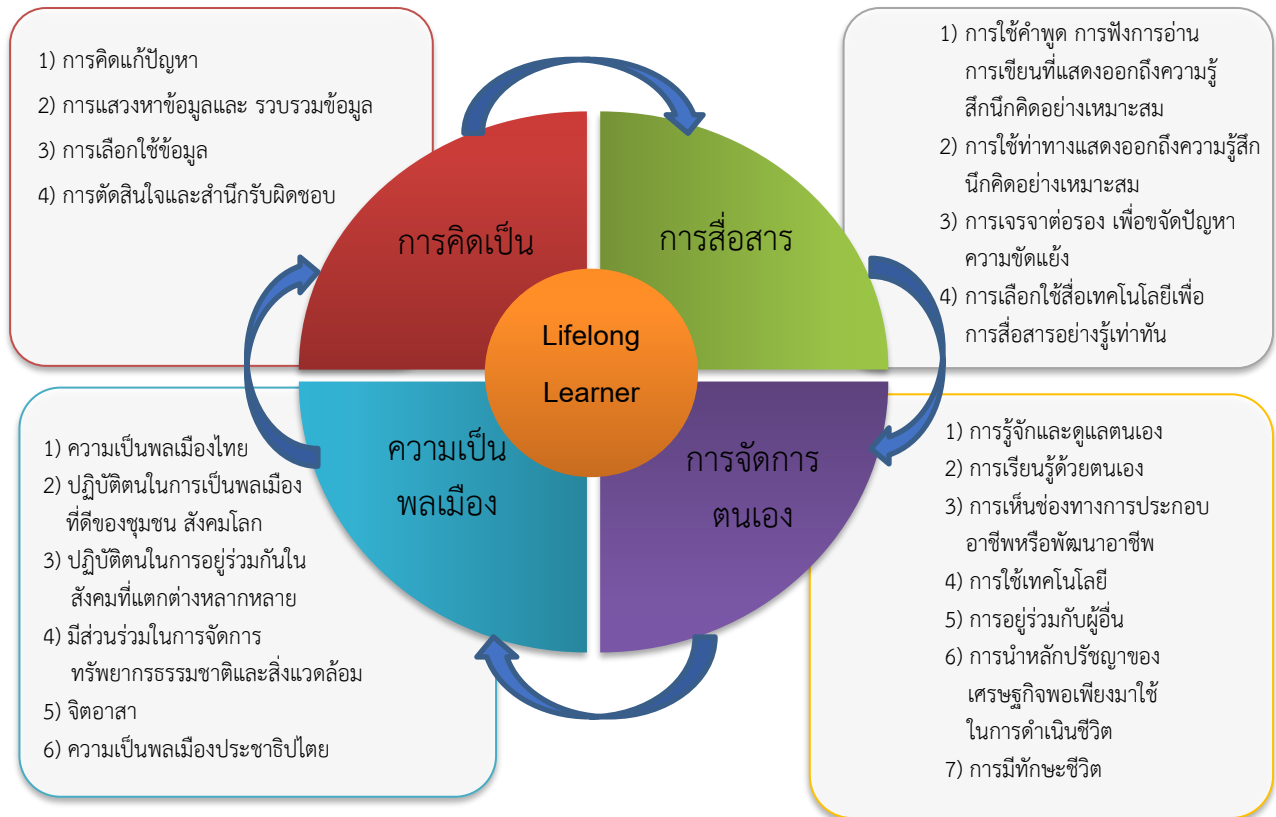 1) การคิดแก้ปัญหา
2) การแสวงหาข้อมูลและ รวบรวมข้อมูล
3) การเลือกใช้ข้อมูล
4) การตัดสินใจและสำนึกรับผิดชอบ
1) การใช้คำพูด การฟังการอ่าน
การเขียนที่แสดงออกถึงความรู้
สึกนึกคิดอย่างเหมาะสม
2) การใช้ท่าทางแสดงออกถึงความรู้สึก
นึกคิดอย่างเหมาะสม
3) การเจรจาต่อรอง เพื่อขจัดปัญหา
ความขัดแย้ง
4) การเลือกใช้สื่อเทคโนโลยีเพื่อ
การสื่อสารอย่างรู้เท่าทัน
การคิดเป็น
การสื่อสาร
Lifelong
Learner
ความเป็น
พลเมือง
การจัดการ
ตนเอง
1) ความเป็นพลเมืองไทย
2) ปฏิบัติตนในการเป็นพลเมือง
ที่ดีของชุมชน สังคมโลก
3) ปฏิบัติตนในการอยู่ร่วมกันใน
สังคมที่แตกต่างหลากหลาย
4) มีส่วนร่วมในการจัดการ
ทรัพยากรธรรมชาติและสิ่งแวดล้อม
5) จิตอาสา
6) ความเป็นพลเมืองประชาธิปไตย
1) การรู้จักและดูแลตนเอง
2) การเรียนรู้ด้วยตนเอง
3) การเห็นช่องทางการประกอบ
อาชีพหรือพัฒนาอาชีพ
4) การใช้เทคโนโลยี
5) การอยู่ร่วมกับผู้อื่น
6) การนำหลักปรัชญาของ
เศรษฐกิจพอเพียงมาใช้
ในการดำเนินชีวิต
7) การมีทักษะชีวิต